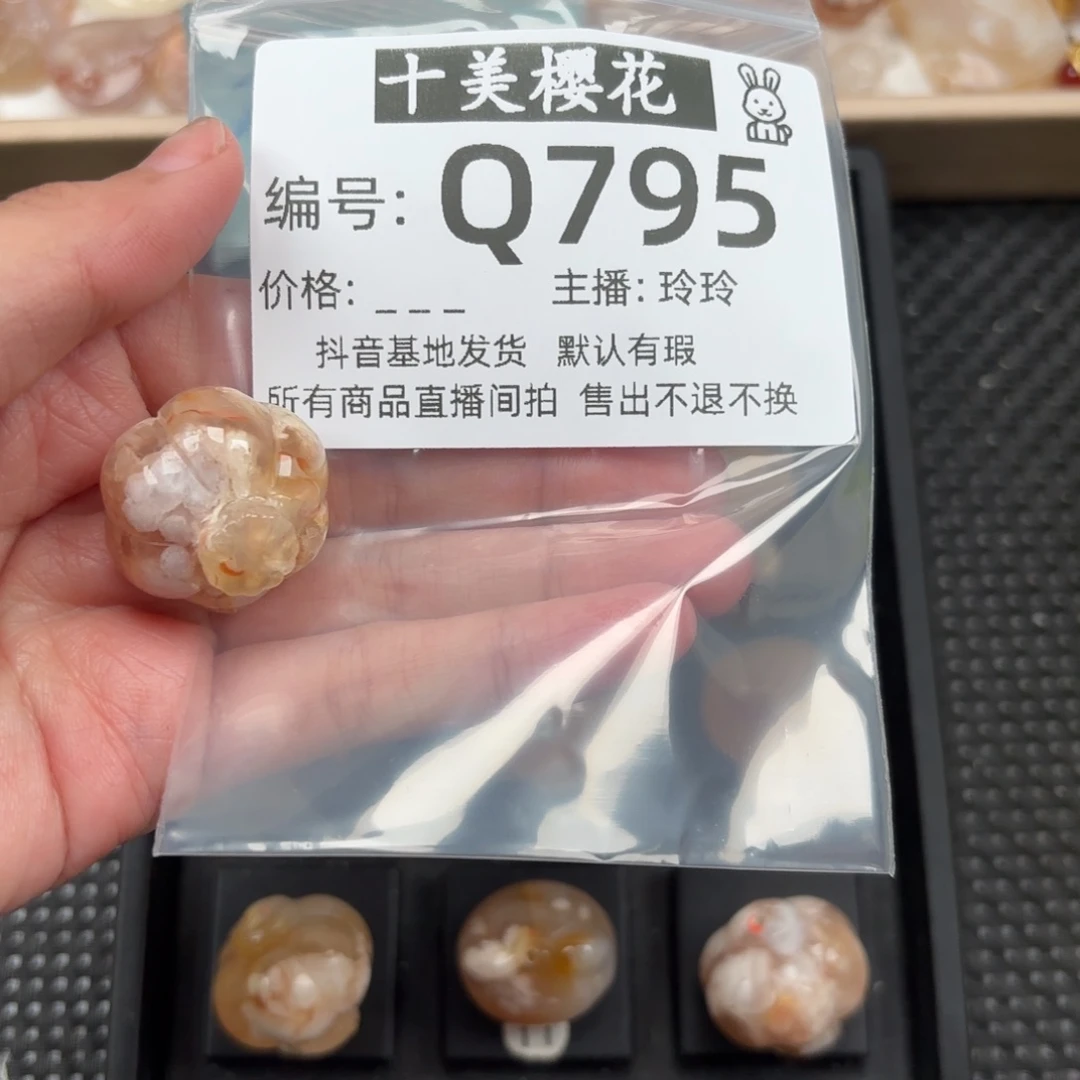 十美樱花
编号: Q795
价格: _ _ _ 主播: 玲玲
抖音基地发货 默认有瑕
所有商品直播间拍 售出不退不换